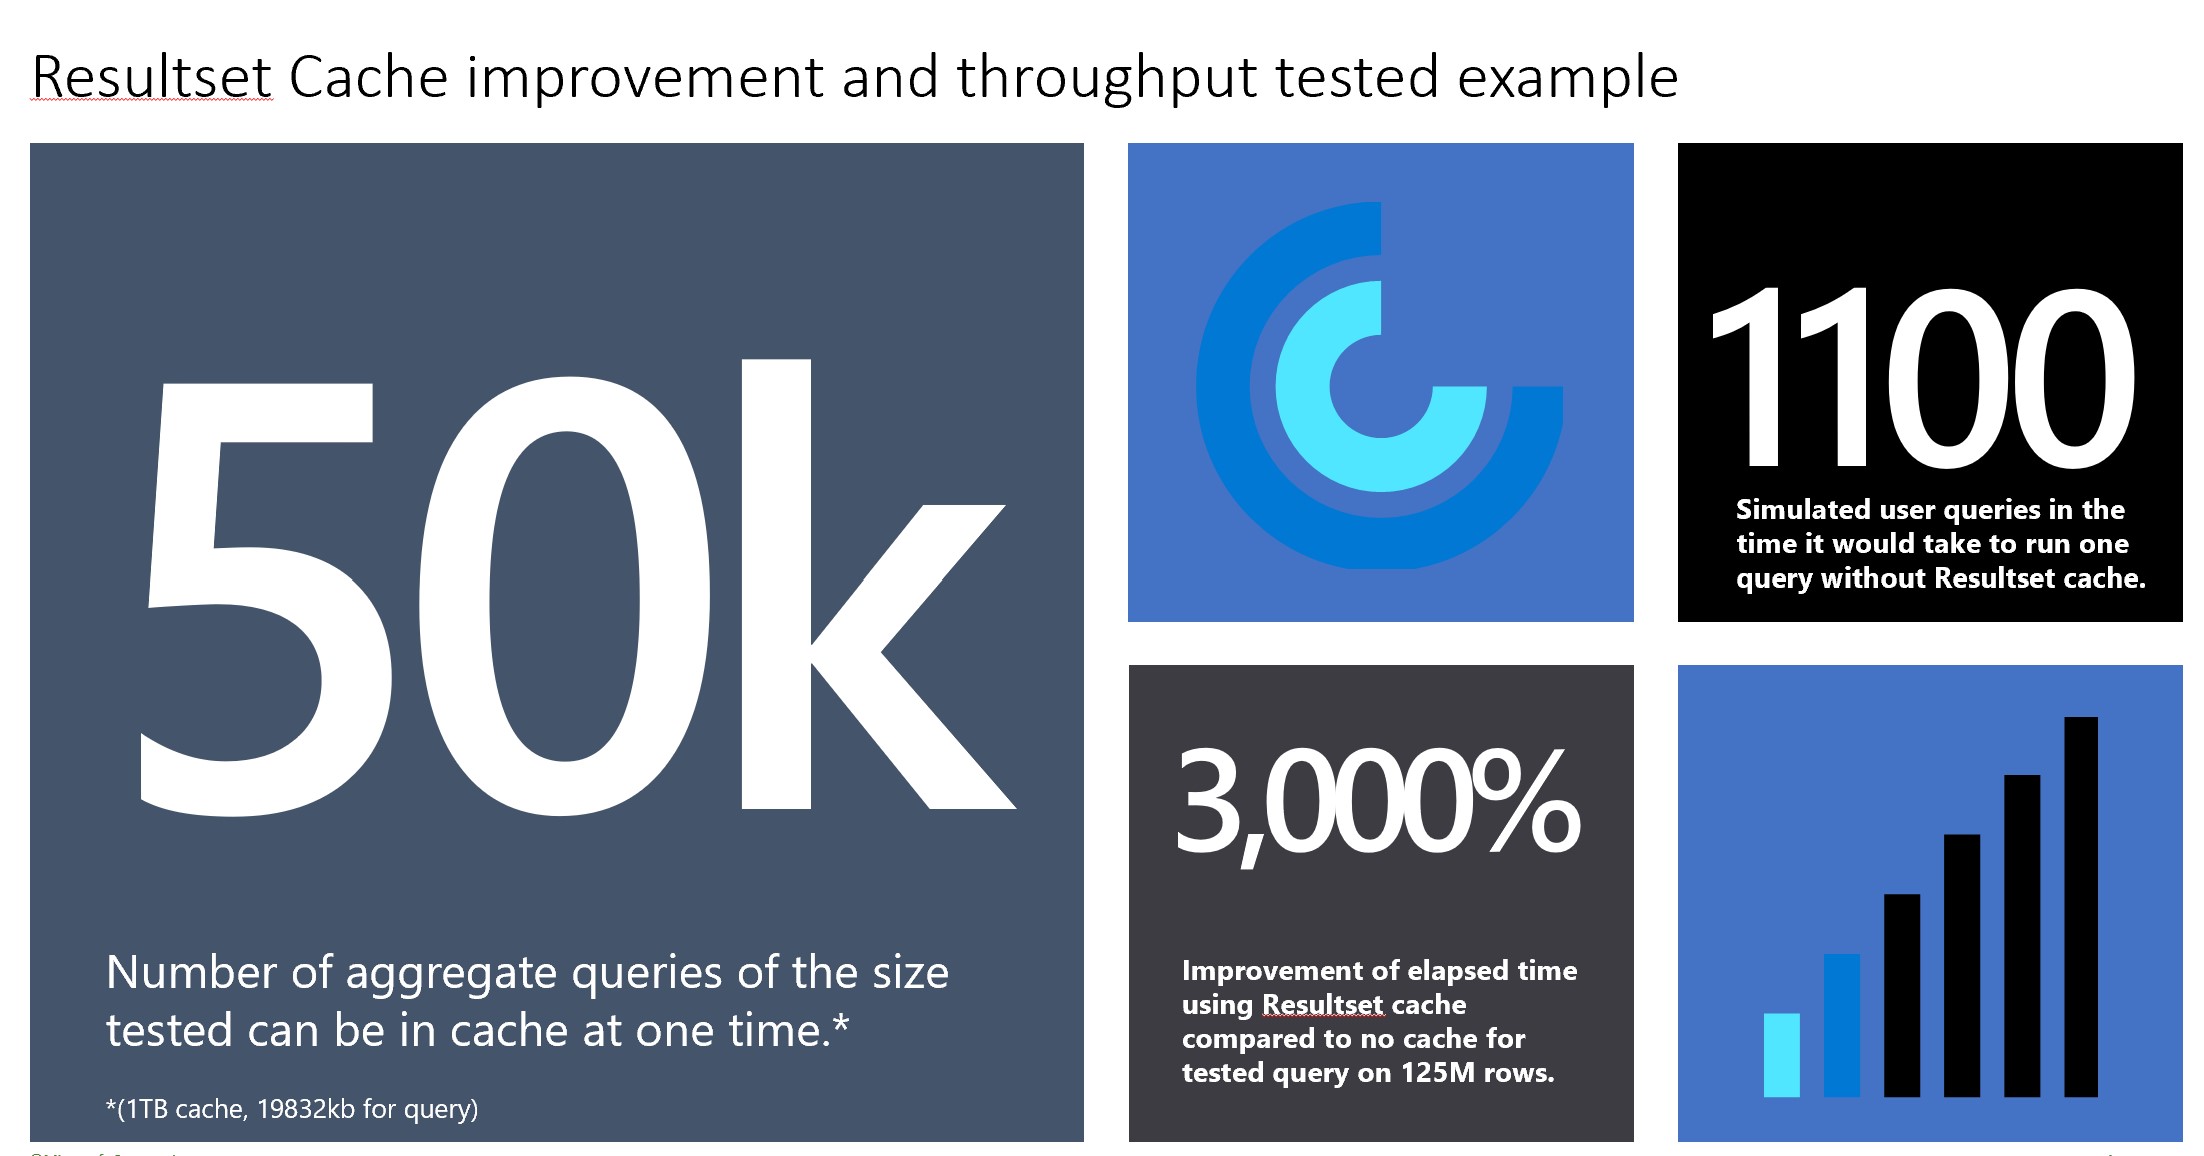 Resultset Cache improvement and throughput tested example
50k
Number of aggregate queries of the size
tested can be in cache at one time.*
*(1TB cache, 19832kb for query)
1100
Simulated user queries in the
time it would take to run one
query without Resultset cache.
3,000%
Improvement of elapsed time
using Resultset cache
compared to no cache for
tested query on 125M rows.